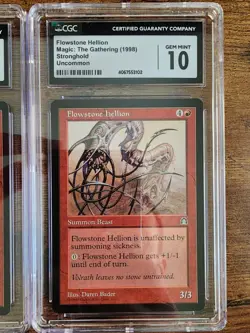 CGC
CERTIFIED GUARANTY COMPANY
Flowstone Hellion
Magic: The Gathering (1998)
Stronghold
Uncommon
4067553102
GEM MINT
10
Flowstone Hellion
Summon Beast
Flowstone Hellion is unaffected by
summoning sickness.
0: Flowstone Hellion gets +1/-1
until end of turn.
Volrath leaves no stone unturned.
Illus. Daren Bader
3/3